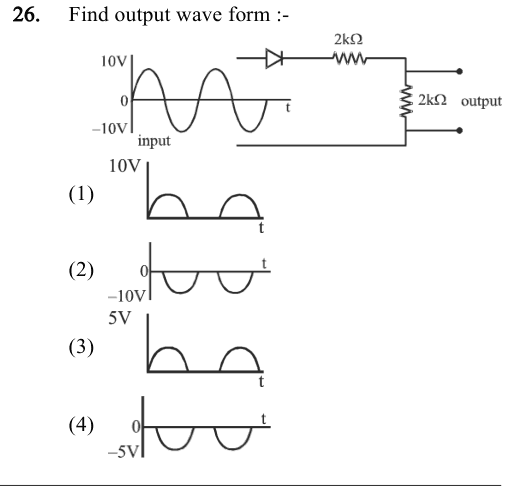 26. Find output wave form :-
2kΩ
10V
0
t
2kΩ output
–10V
input
10V
(1)
t
(2) 0 t
–10V
5V
(3)
t
(4) 0 t
–5V